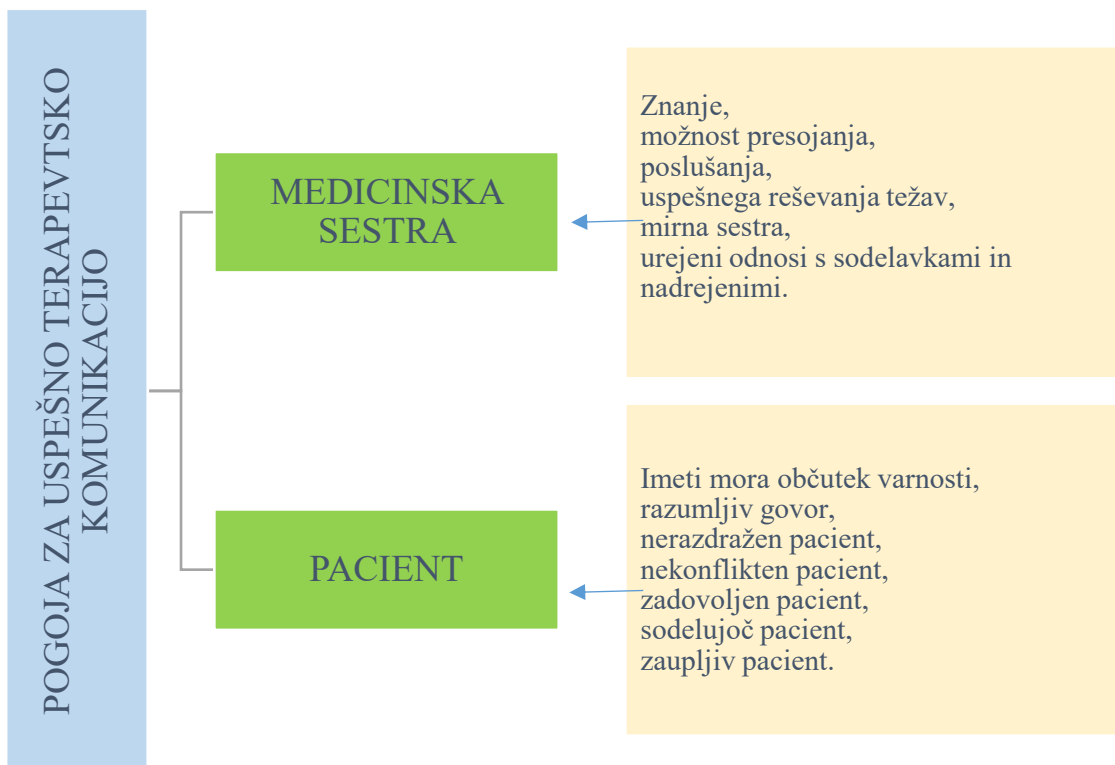 POGOJA ZA USPEŠNO TERAPEVTSKO
KOMUNIKACIJO
MEDICINSKA
SESTRA
Znanje,
možnost presojanja,
poslušanja,
uspešnega reševanja težav,
mirna sestra,
urejeni odnosi s sodelavkami in
nadrejenimi.
PACIENT
Imeti mora občutek varnosti,
razumljiv govor,
nerazdražen pacient,
nekonflikten pacient,
zadovoljen pacient,
sodelujoč pacient,
zaupljiv pacient.